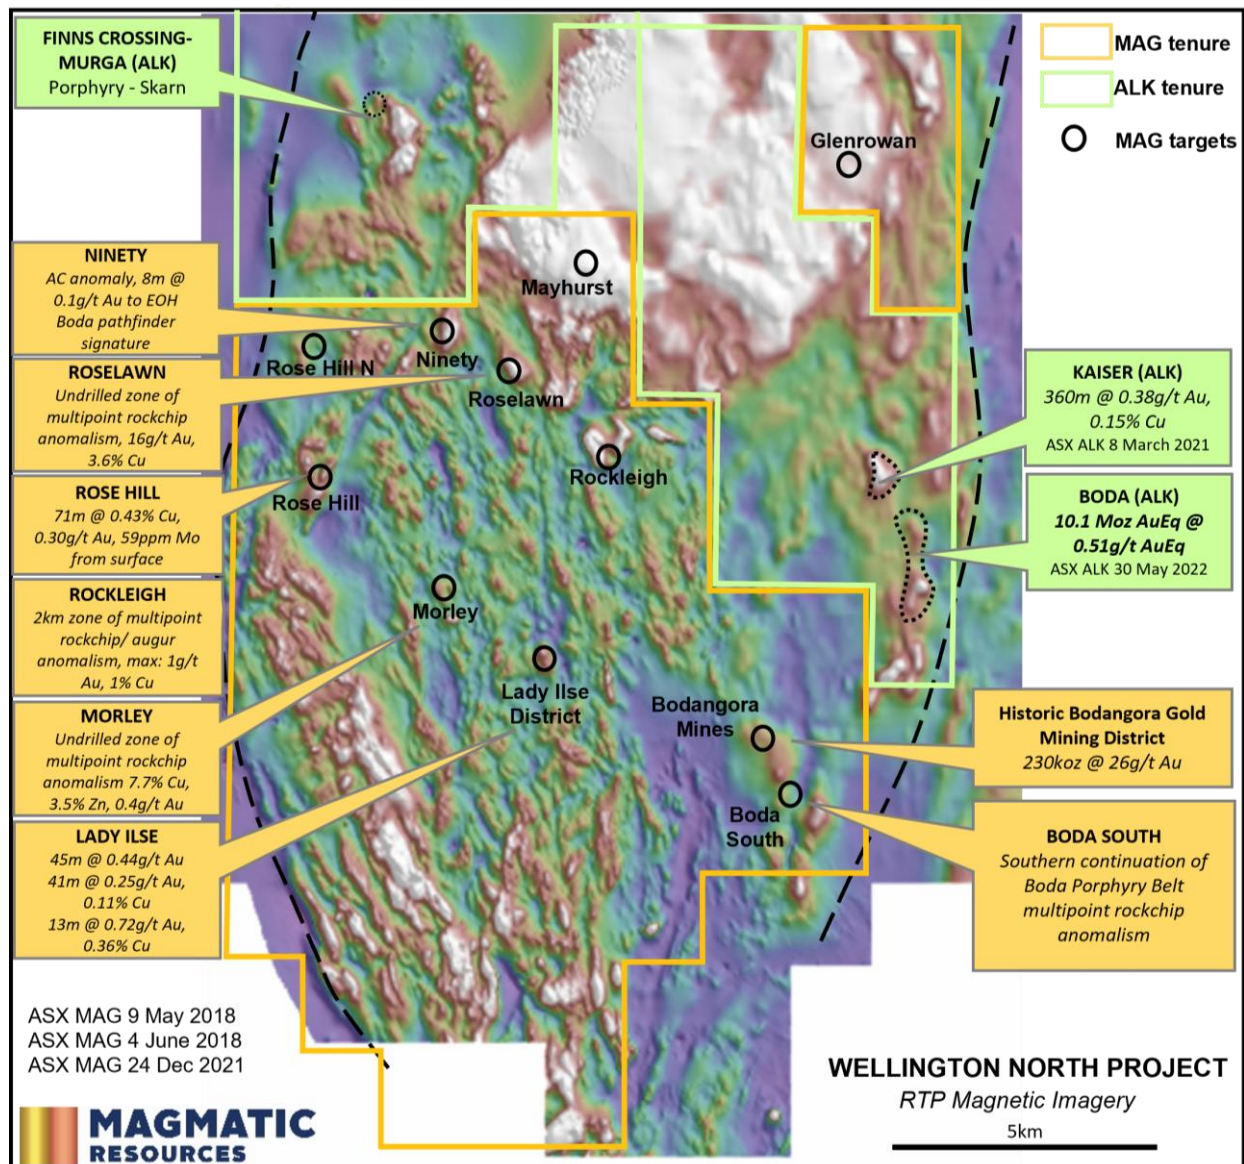 FINNS CROSSING-
MURGA (ALK)
Porphyry - Skarn
MAG tenure
ALK tenure
MAG targets
Glenrowan
Mayhurst
NINETY
AC anomaly, 8m @
0.1g/t Au to EOH
Boda pathfinder
signature
Rose Hill N
Ninety
Roselawn
ROSELAWN
Undrilled zone of
multipoint rockchip
anomalism, 16g/t Au,
3.6% Cu
KAISER (ALK)
360m @ 0.38g/t Au,
0.15% Cu
ASX ALK 8 March 2021
Rockleigh
Rose Hill
ROSE HILL
71m @ 0.43% Cu,
0.30g/t Au, 59ppm Mo
from surface
BODA (ALK)
10.1 Moz AuEq @
0.51g/t AuEq
ASX ALK 30 May 2022
ROCKLEIGH
2km zone of multipoint
rockchip/ augur
anomalism, max: 1g/t
Au, 1% Cu
Morley
Lady Ilse
District
Bodangora
Mines
MORLEY
Undrilled zone of
multipoint rockchip
anomalism 7.7% Cu,
3.5% Zn, 0.4g/t Au
Historic Bodangora Gold
Mining District
230koz @ 26g/t Au
Boda
South
LADY ILSE
45m @ 0.44g/t Au
41m @ 0.25g/t Au,
0.11% Cu
13m @ 0.72g/t Au,
0.36% Cu
BODA SOUTH
Southern continuation of
Boda Porphyry Belt
multipoint rockchip
anomalism
ASX MAG 9 May 2018
ASX MAG 4 June 2018
ASX MAG 24 Dec 2021
WELLINGTON NORTH PROJECT
RTP Magnetic Imagery
5km
MAGMATIC
RESOURCES